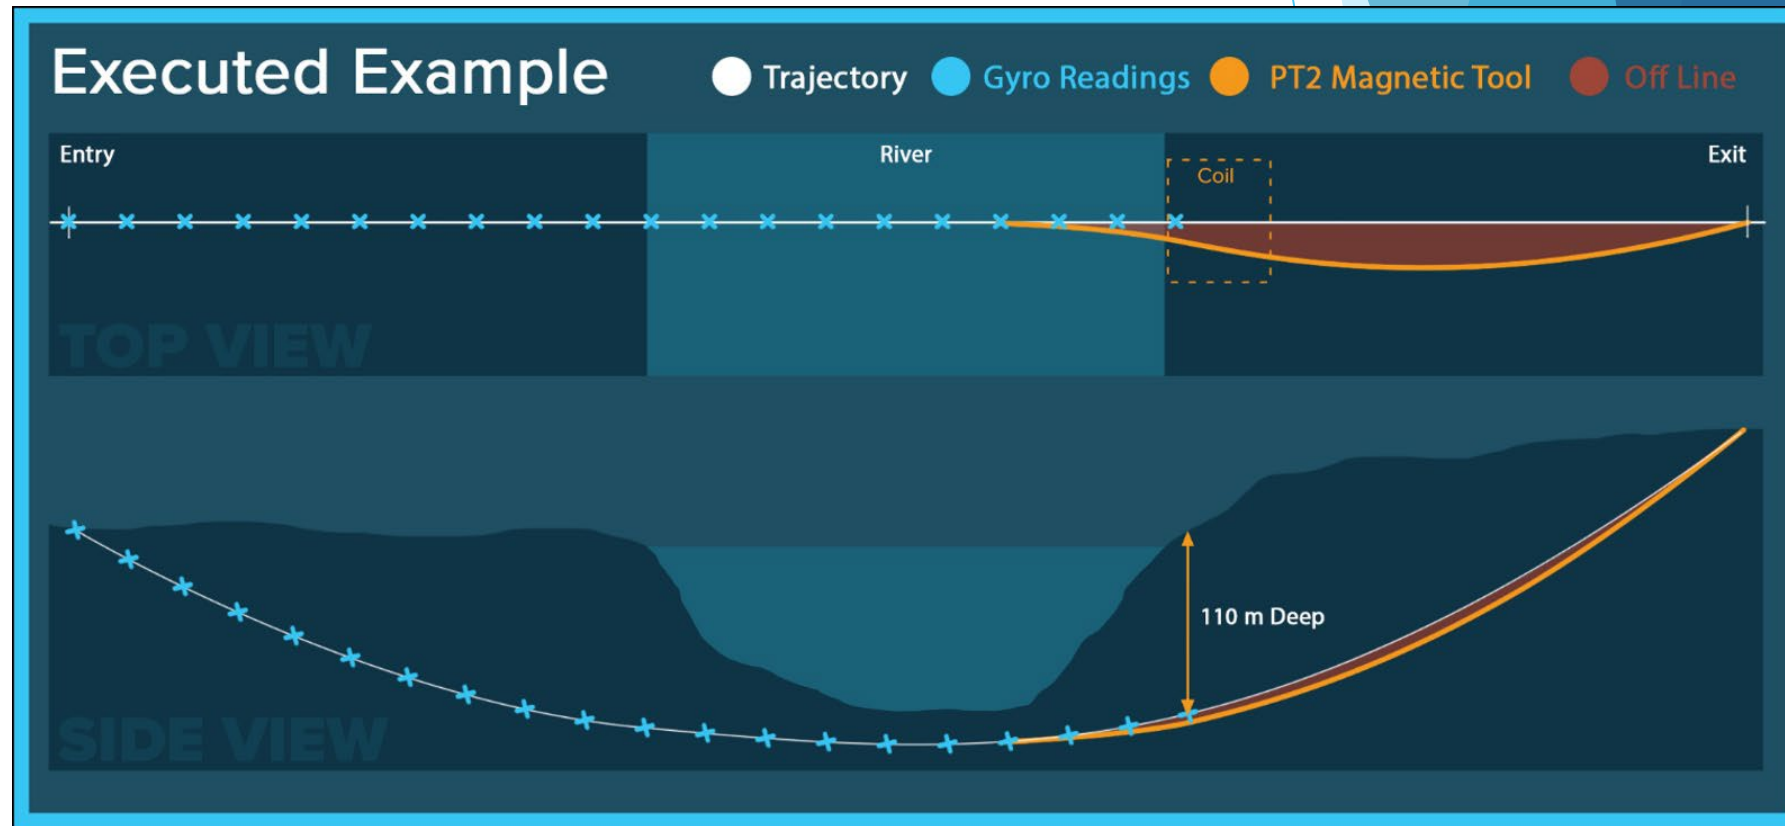 Executed Example
Trajectory Gyro Readings PT2 Magnetic Tool Off Line
Entry River Exit
Coil
TOP VIEW
110 m Deep
SIDE VIEW